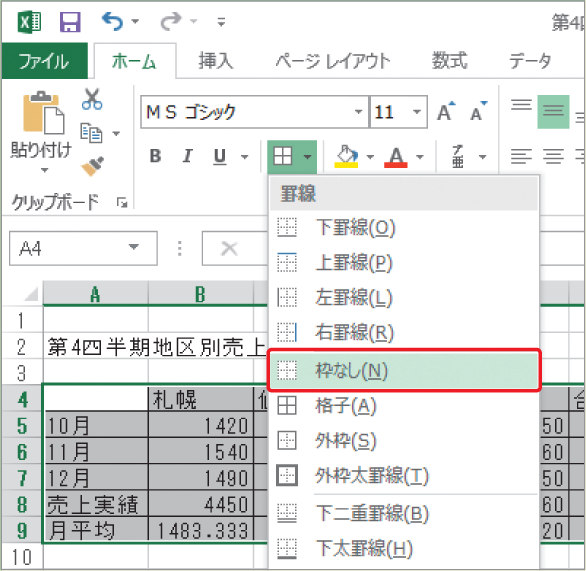 第4四
ファイル ホーム 挿入 ページ レイアウト 数式 データ
貼り付け
ＭＳ ゴシック 11 A A
B I U A ア亜
クリップボード
罫線
下罫線(O)
上罫線(P)
左罫線(L)
右罫線(R)
枠なし(N)
格子(A)
外枠(S)
外枠太罫線(T)
下二重罫線(B)
下太罫線(H)
A4
A B
1
2 第4四半期地区別売上
3
4 札幌
5 10月 1420 50
6 11月 1540 60
7 12月 1490 50
8 売上実績 4450 60
9 月平均 1483.333 20
10